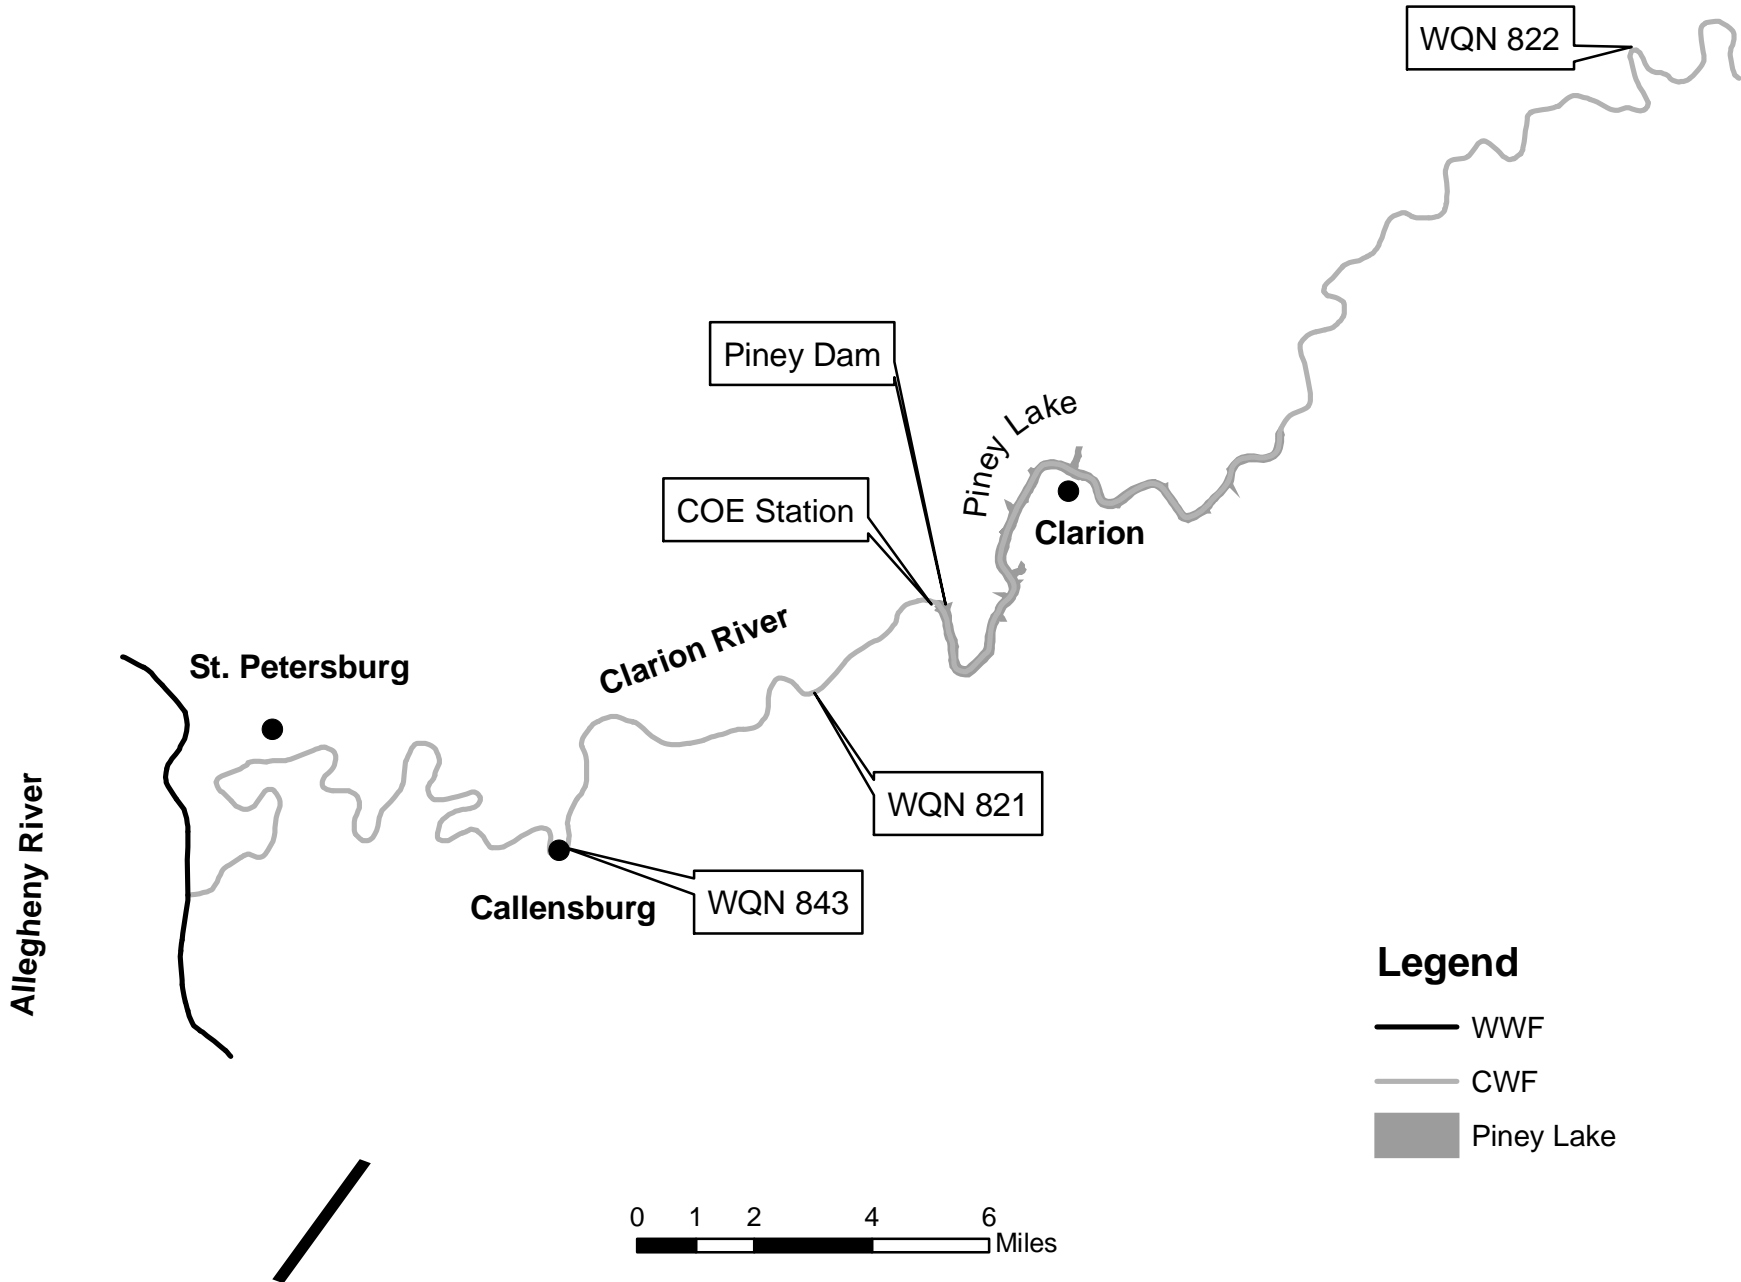 WQN 822
Piney Dam
Piney Lake
COE Station
Clarion
Clarion River
St. Petersburg
WQN 821
Allegheny River
Callensburg
WQN 843
Legend
WWF
CWF
Piney Lake
0 1 2 4 6
Miles